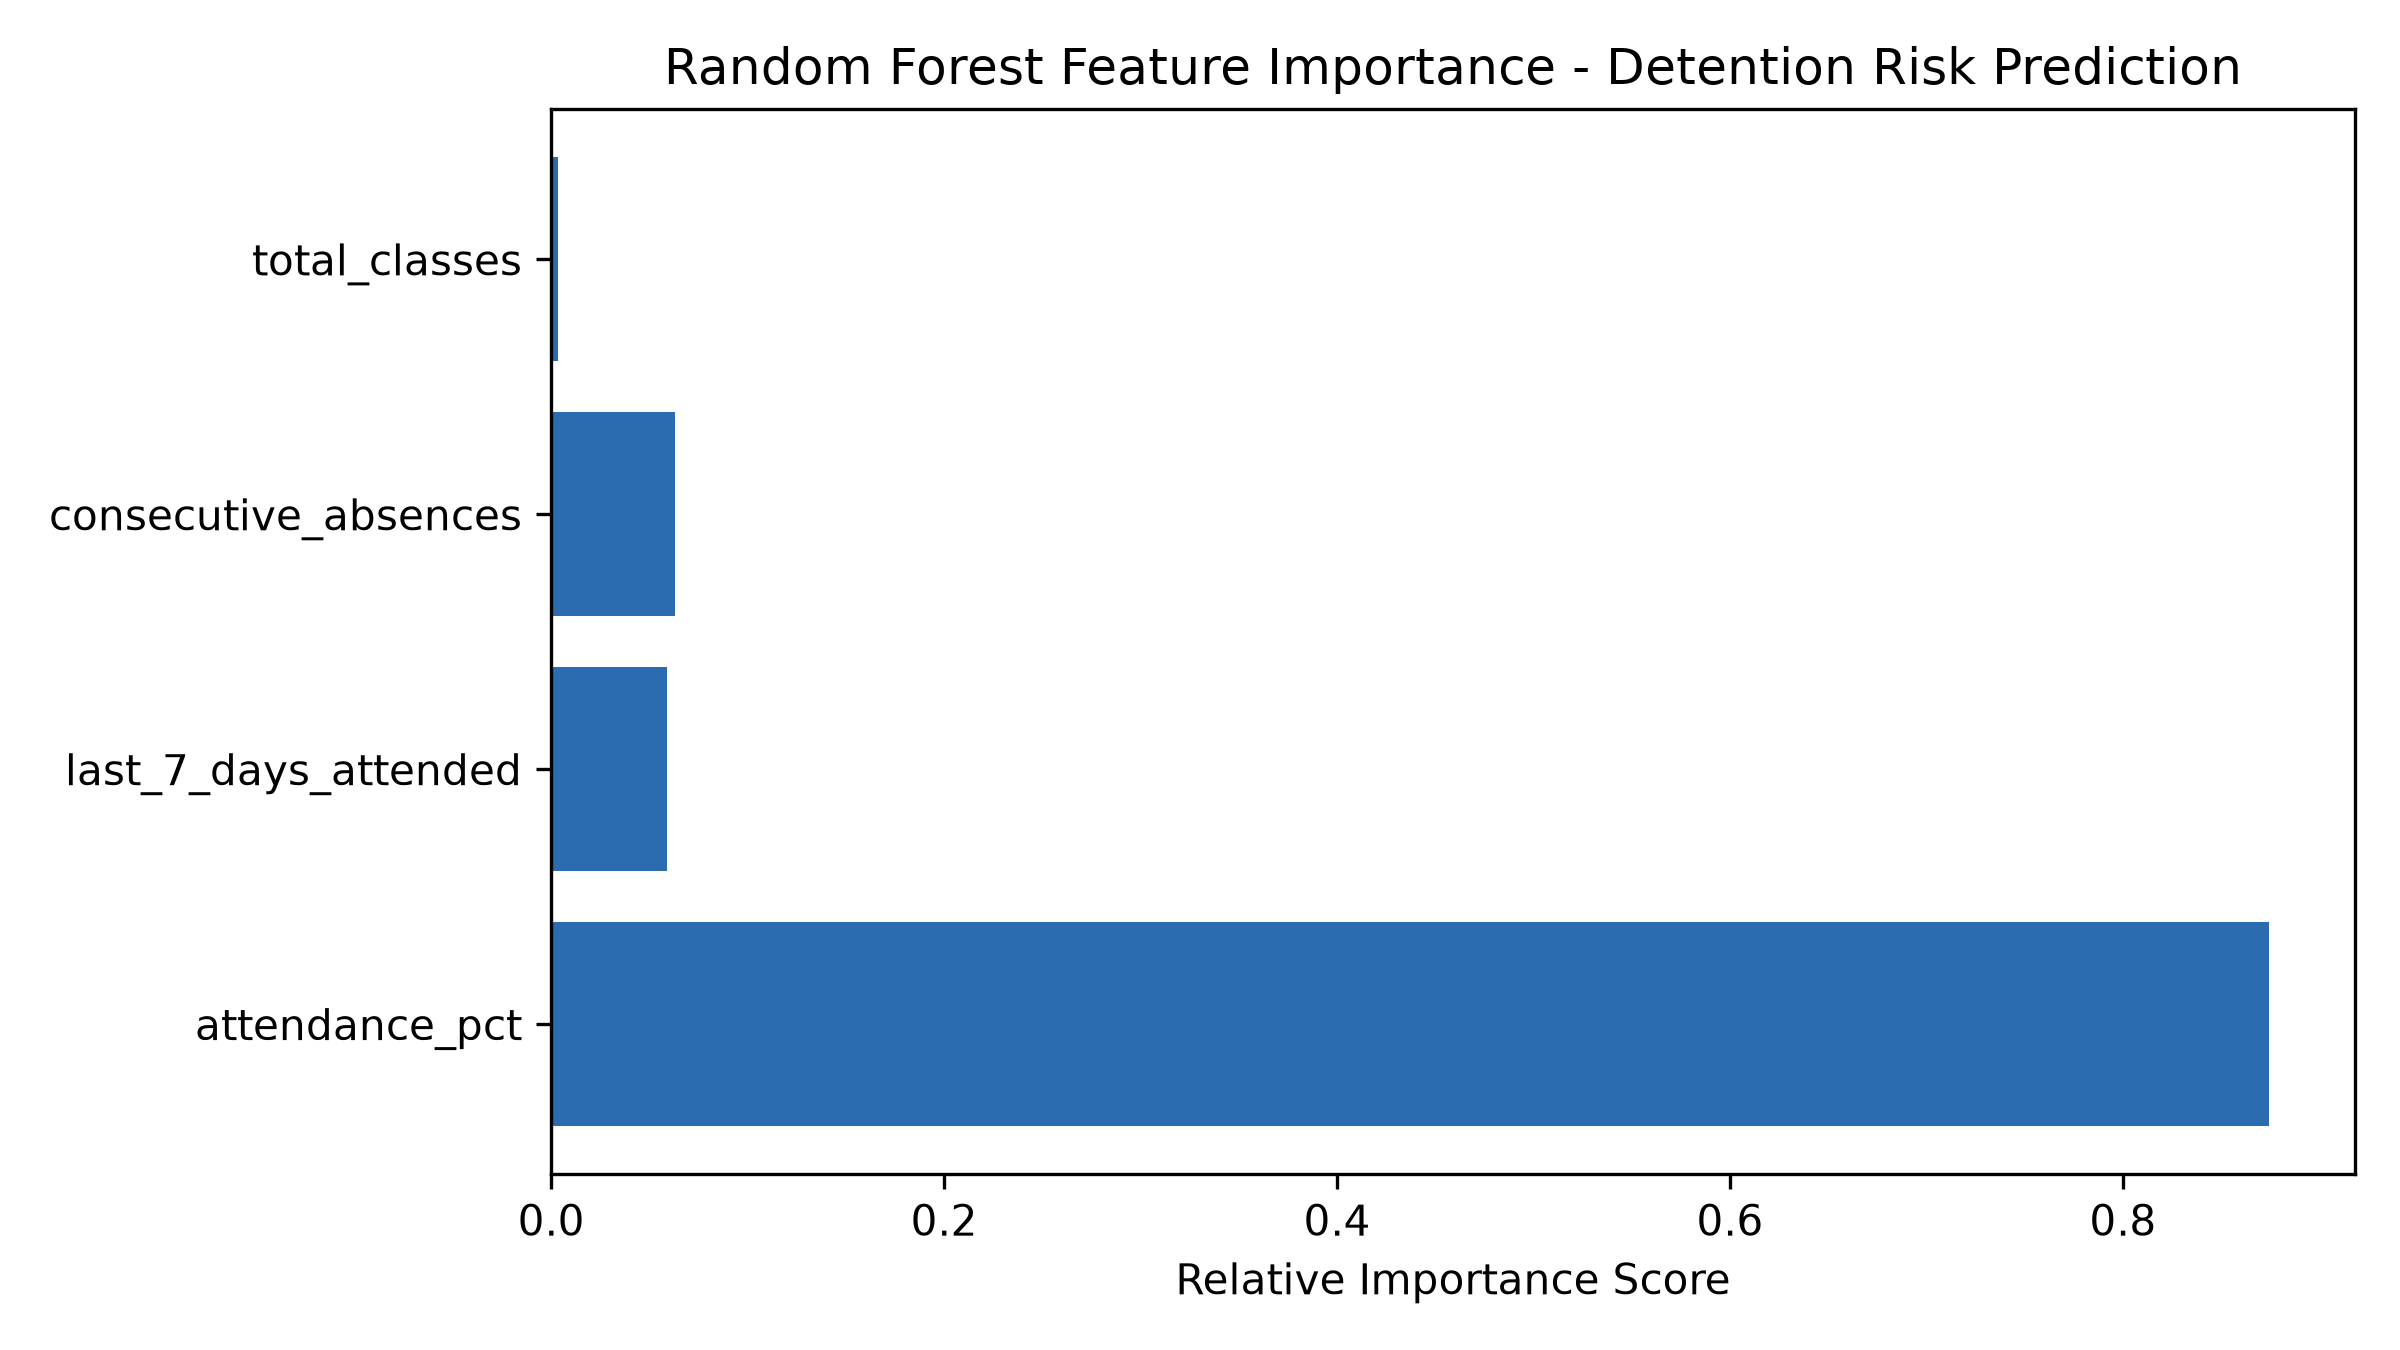 Random Forest Feature Importance - Detention Risk Prediction
total_classes
consecutive_absences
last_7_days_attended
attendance_pct
0.0 0.2 0.4 0.6 0.8
Relative Importance Score